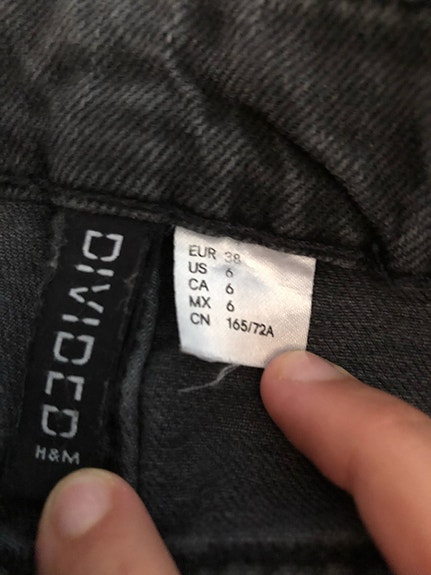 DIVIDED
H&M
EUR 38
US 6
CA 6
MX 6
CN 165/72A